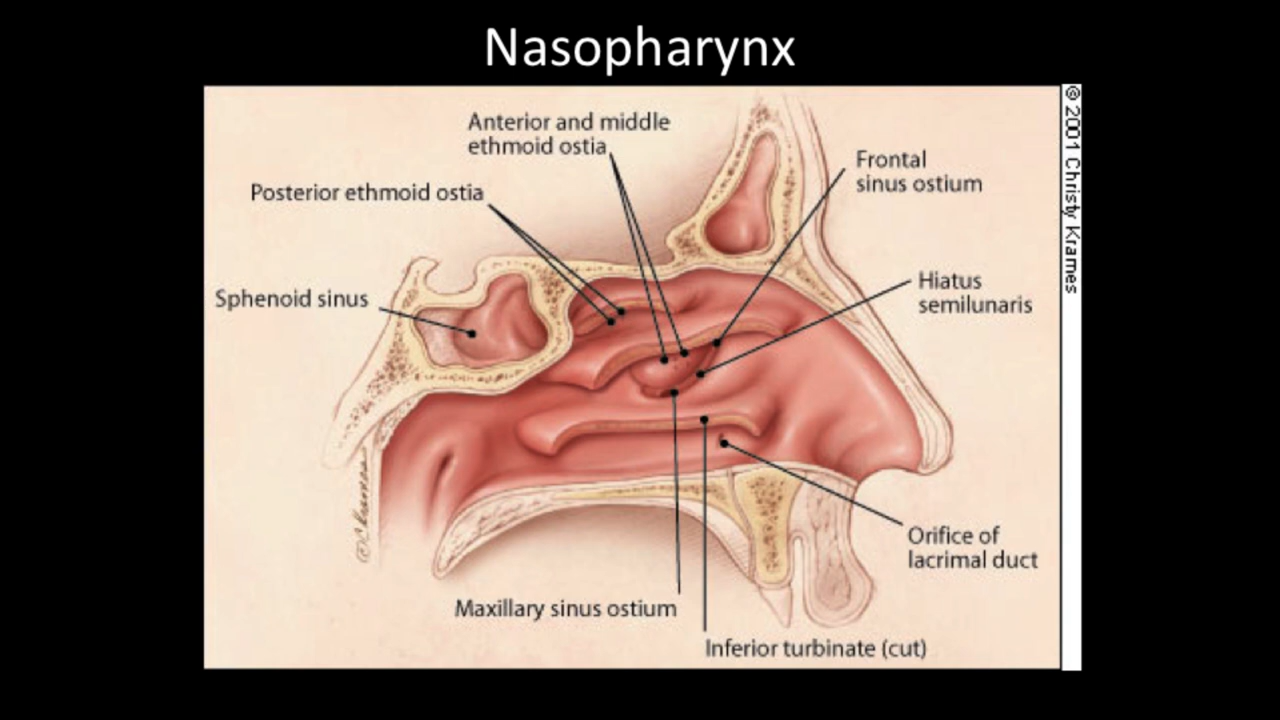 Nasopharynx
Anterior and middle
ethmoid ostia
Posterior ethmoid ostia
Frontal
sinus ostium
Sphenoid sinus
Hiatus
semilunaris
Orifice of
lacrimal duct
Maxillary sinus ostium
Inferior turbinate (cut)
© 2001 Christy Krames